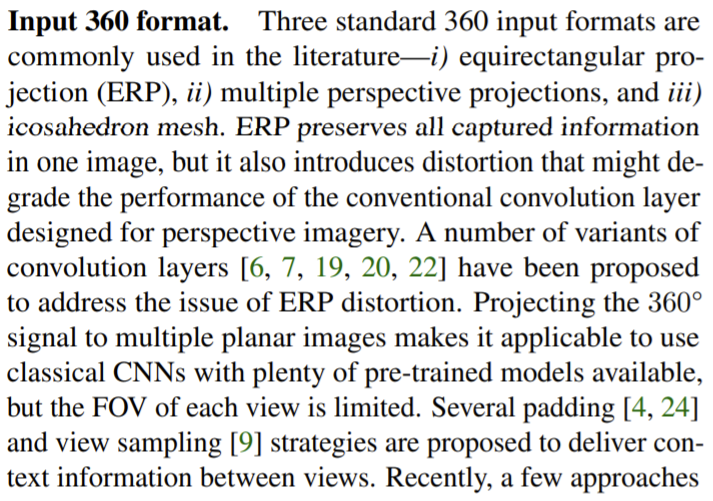 Input 360 format. Three standard 360 input formats are
commonly used in the literature—i) equirectangular pro-
jection (ERP), ii) multiple perspective projections, and iii)
icosahedron mesh. ERP preserves all captured information
in one image, but it also introduces distortion that might de-
grade the performance of the conventional convolution layer
designed for perspective imagery. A number of variants of
convolution layers [6, 7, 19, 20, 22] have been proposed
to address the issue of ERP distortion. Projecting the 360°
signal to multiple planar images makes it applicable to use
classical CNNs with plenty of pre-trained models available,
but the FOV of each view is limited. Several padding [4, 24]
and view sampling [9] strategies are proposed to deliver con-
text information between views. Recently, a few approaches